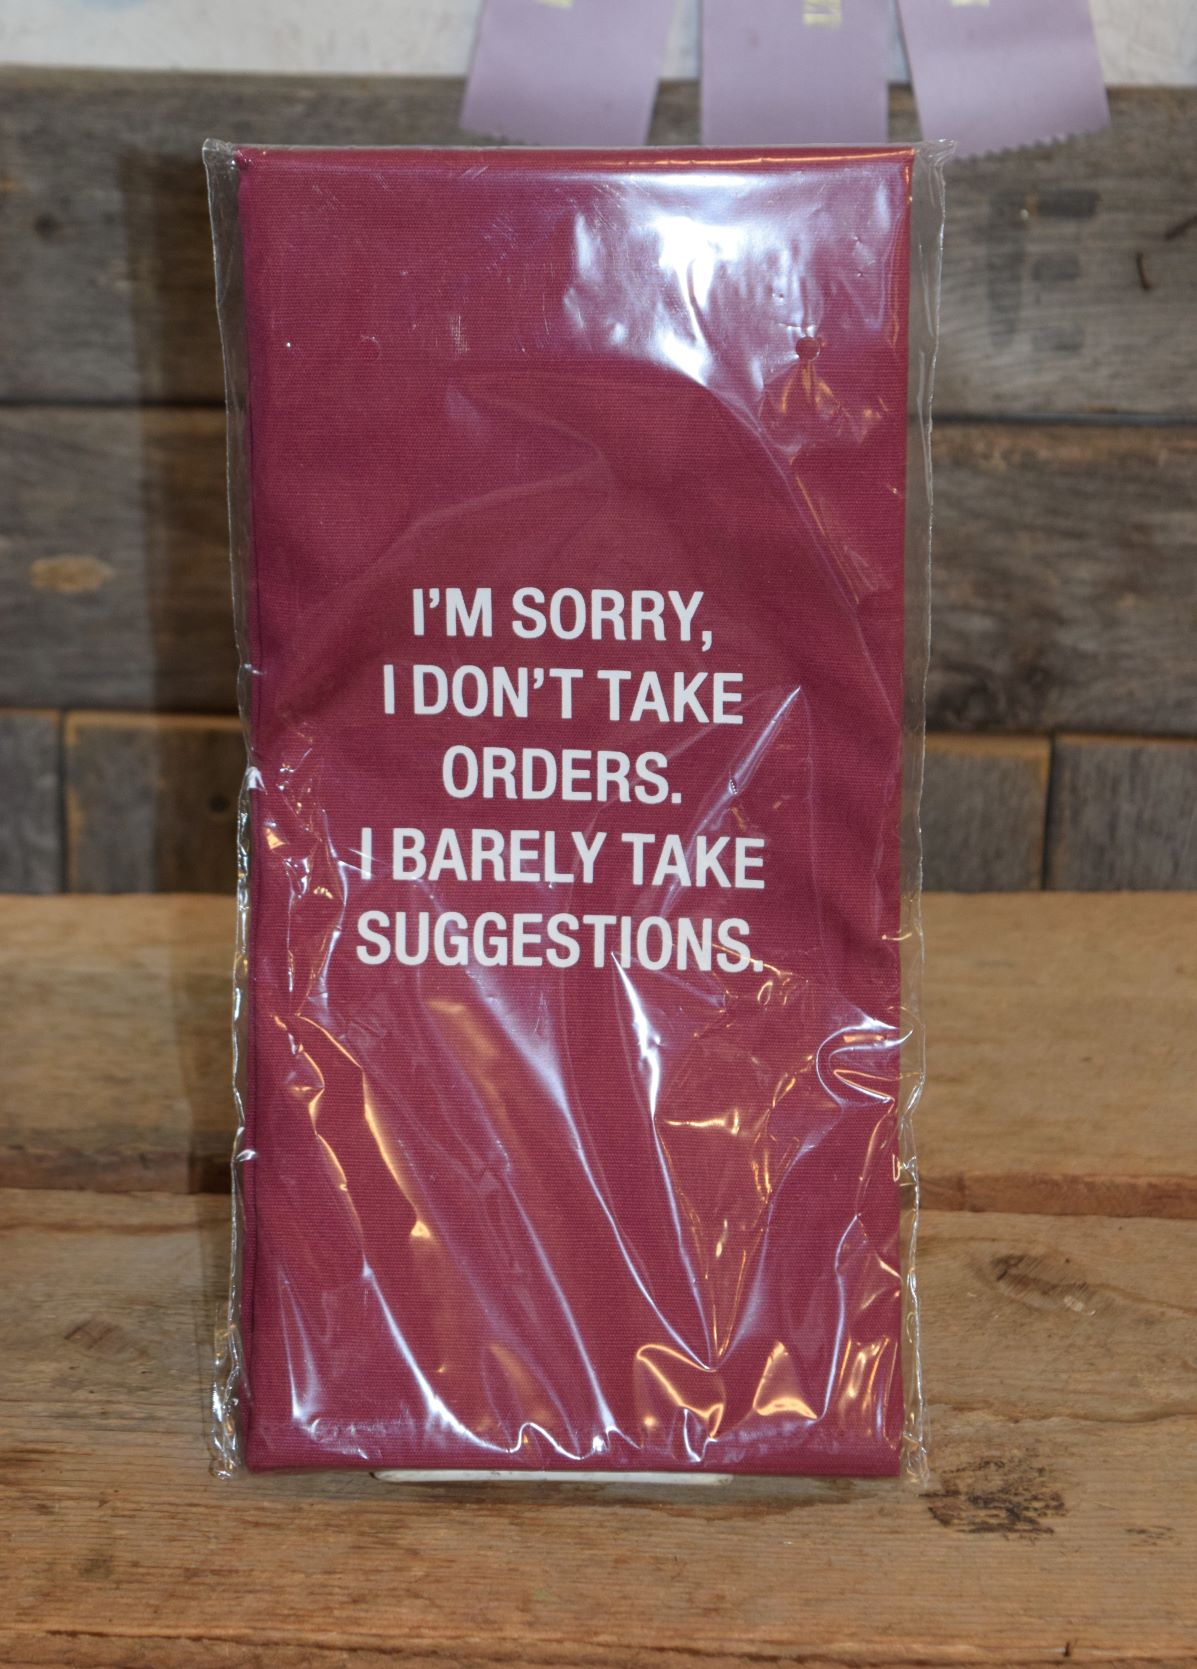 I'M SORRY,
I DON'T TAKE
ORDERS.
I BARELY TAKE
SUGGESTIONS.